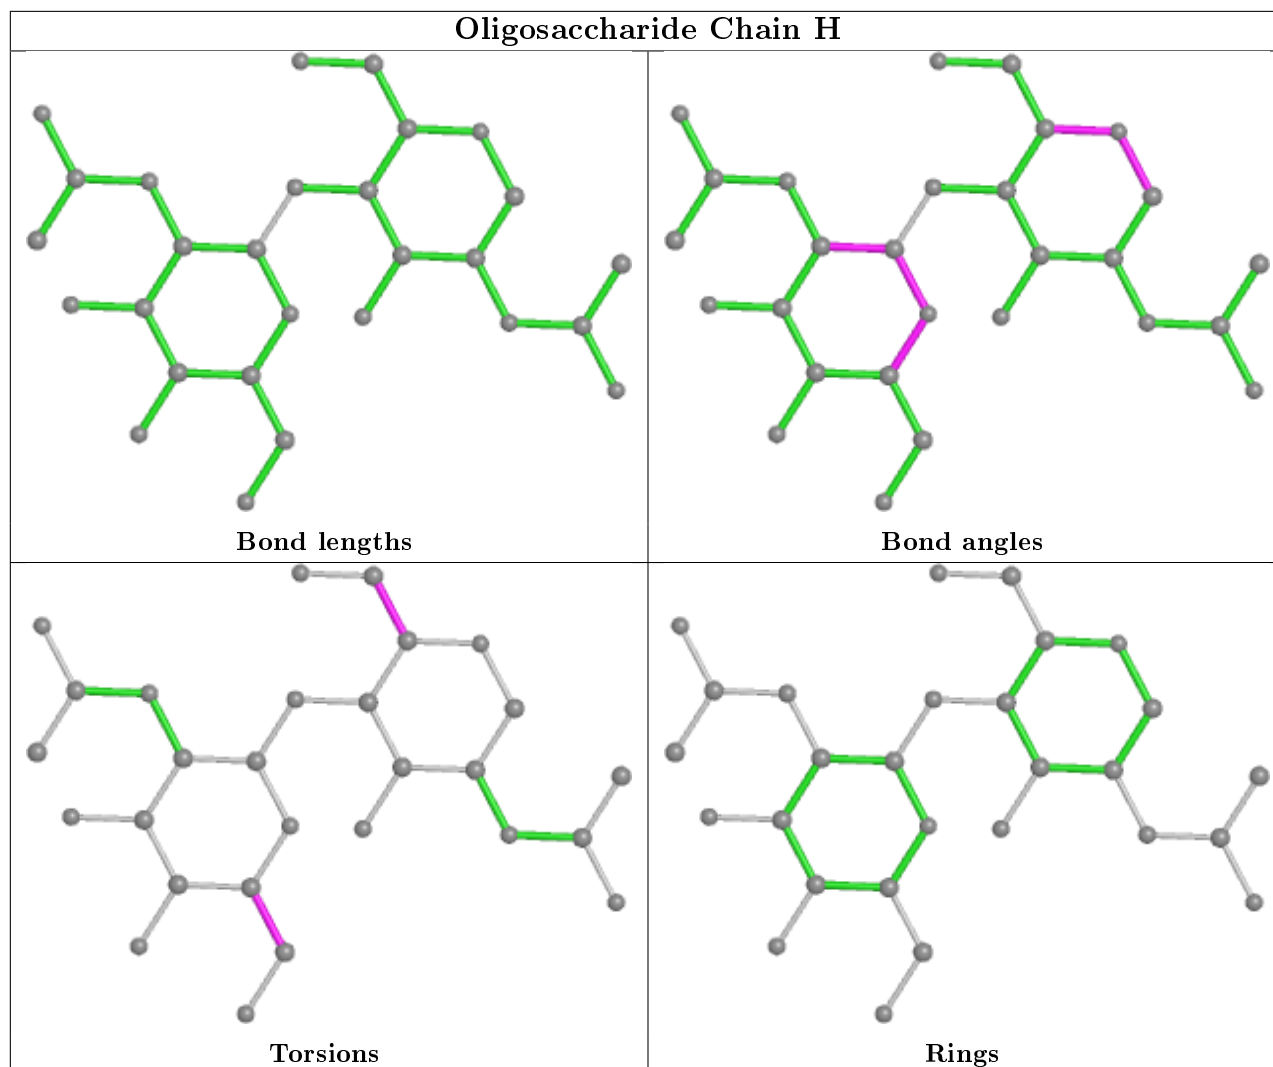 Oligosaccharide Chain H
Bond lengths
Bond angles
Torsions
Rings